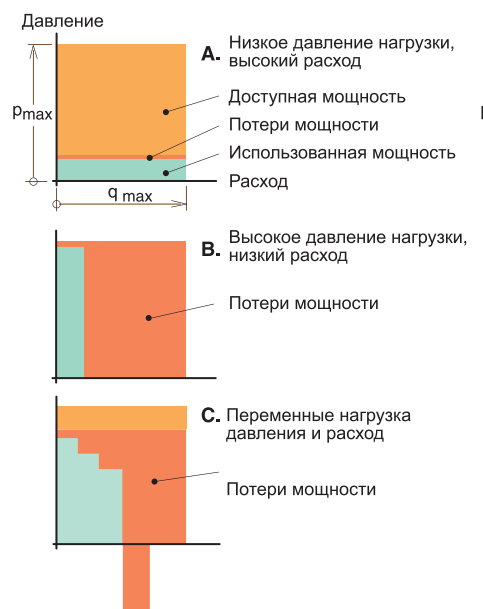 Давление
A. Низкое давление нагрузки,
высокий расход
Доступная мощность
pmax
Потери мощности
Использованная мощность
Расход
q max
B. Высокое давление нагрузки,
низкий расход
Потери мощности
C. Переменные нагрузка
давления и расход
Потери мощности